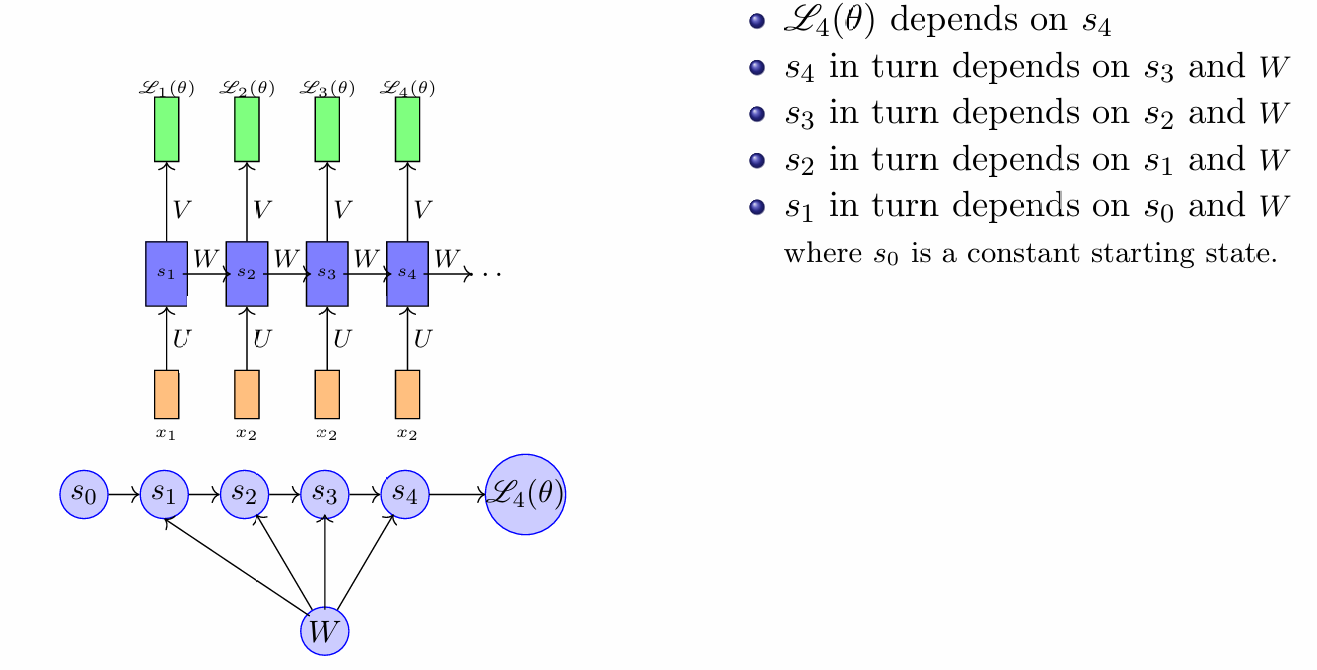 ℒ₄(θ) depends on s₄
s₄ in turn depends on s₃ and W
s₃ in turn depends on s₂ and W
s₂ in turn depends on s₁ and W
s₁ in turn depends on s₀ and W
where s₀ is a constant starting state.
ℒ₁(θ) ℒ₂(θ) ℒ₃(θ) ℒ₄(θ)
V V V V
s₁ W s₂ W s₃ W s₄ W . .
U U U U
x₁ x₂ x₂ x₂
s₀ s₁ s₂ s₃ s₄ ℒ₄(θ)
W